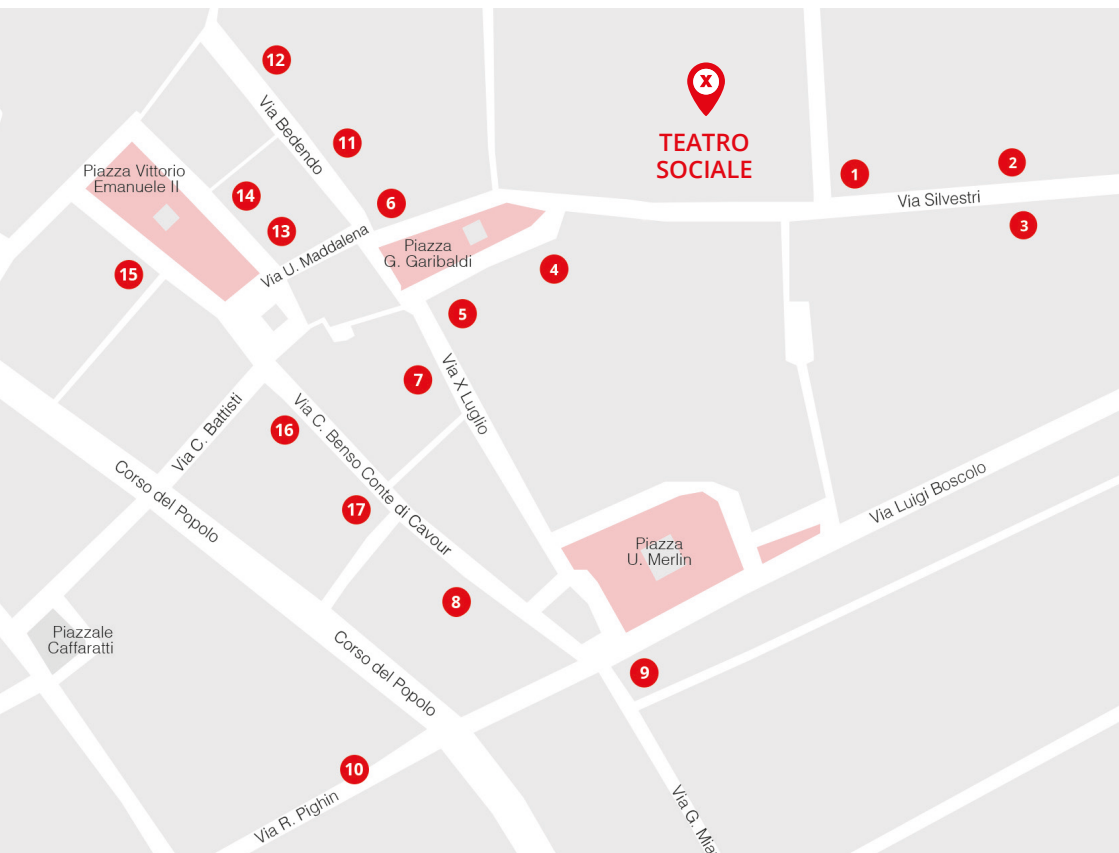 12
Via Bedendo
11
X
TEATRO
SOCIALE
1
2
Via Silvestri
3
Piazza Vittorio
Emanuele II
14
13
6
Via U. Maddalena
Piazza
G. Garibaldi
15
4
5
7
Via X Luglio
16
Via C. Battisti
Via C. Benso Conte di Cavour
Corso del Popolo
17
Via Luigi Boscolo
Piazza
U. Merlin
8
Piazzale
Caffaratti
Corso del Popolo
9
10
Via R. Pighin
Via G. Mia